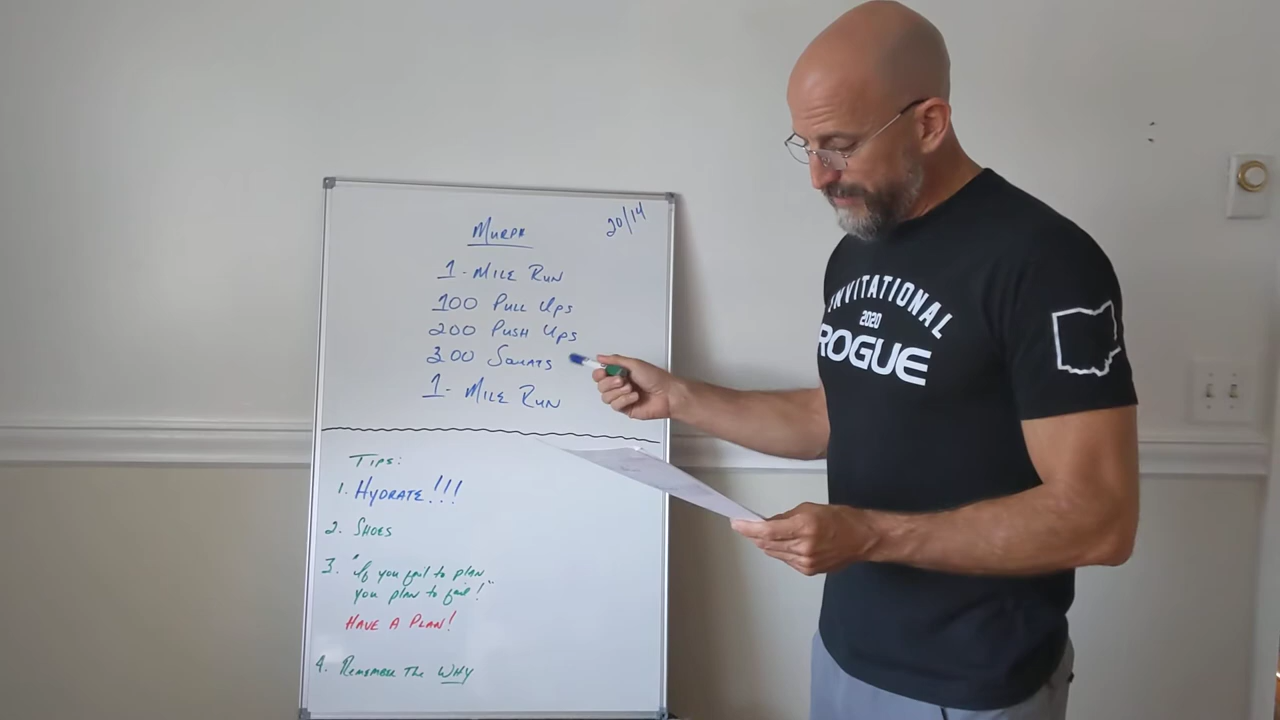 20/14
Murph
1 - Mile Run
100 Pull Ups
200 Push Ups
300 Squats
1 - Mile Run
Tips:
1. Hydrate!!!
2. Shoes
3. "If you fail to plan
you plan to fail!"
Have A Plan!
4. Remember The Why
INVITATIONAL
2020
ROGUE